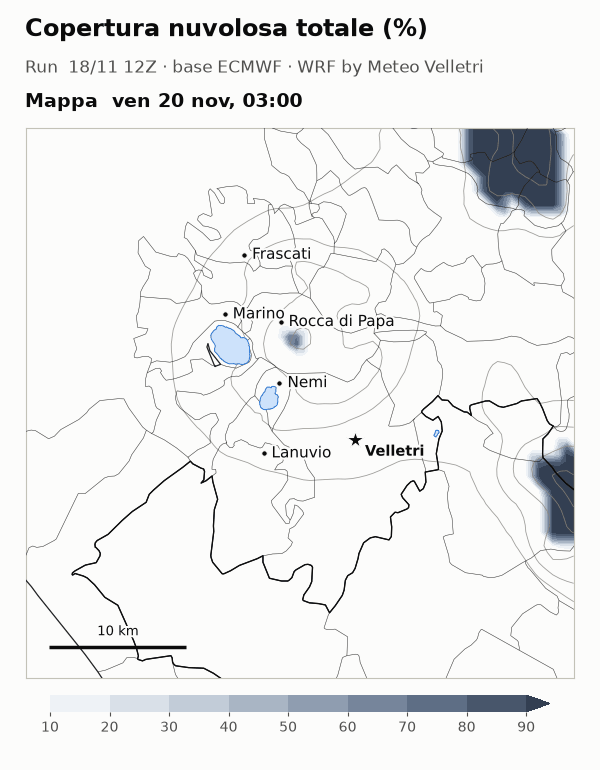 Copertura nuvolosa totale (%)
Run  18/11 12Z · base ECMWF · WRF by Meteo Velletri
Mappa  ven 20 nov, 03:00
Frascati
Marino
Rocca di Papa
Nemi
Velletri
Lanuvio
10 km
10 20 30 40 50 60 70 80 90